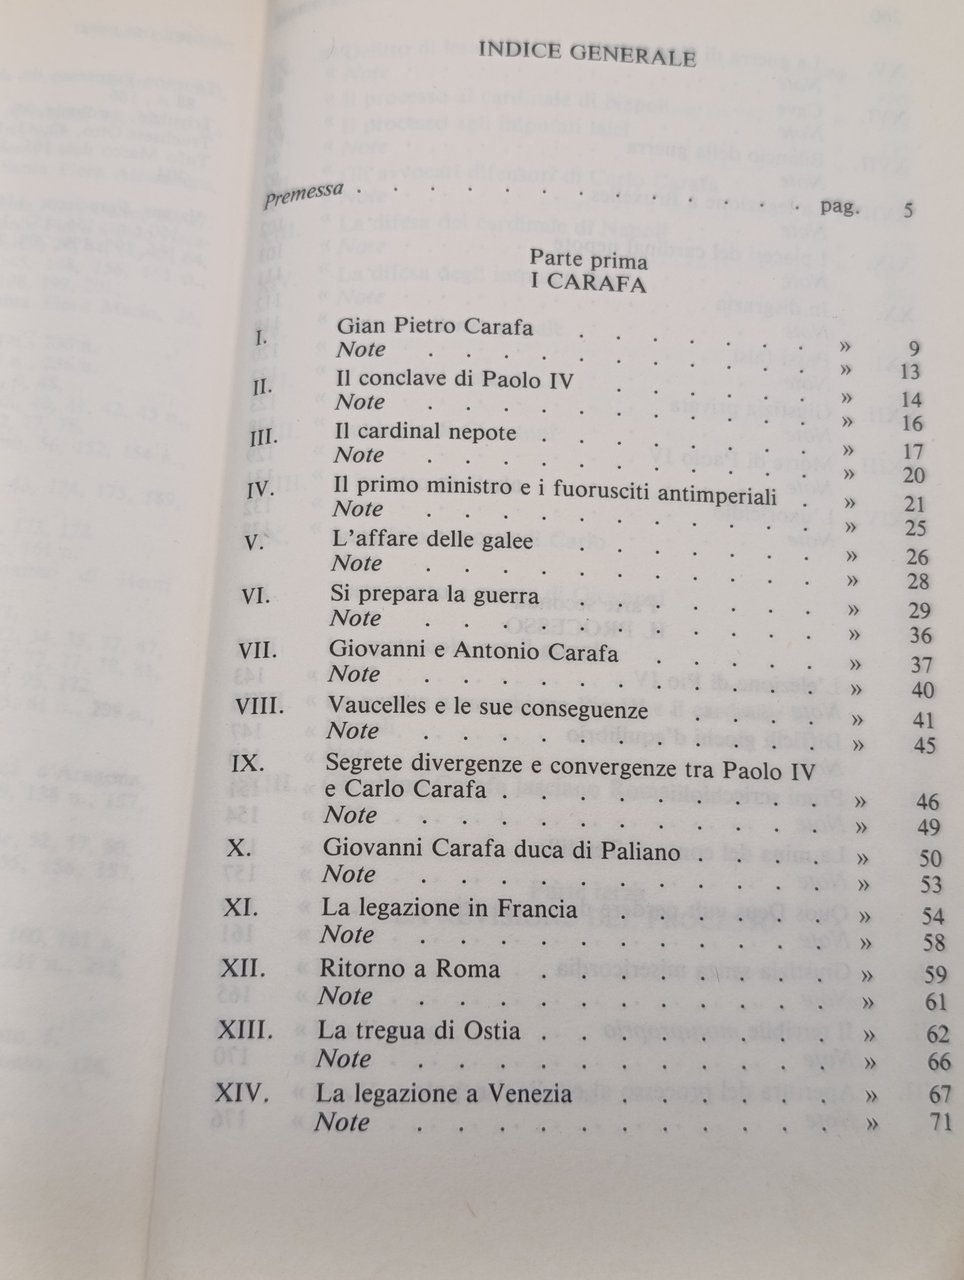 INDICE GENERALE
Premessa . . . . . . . . . . . . . pag. 5
Parte prima
I CARAFA
I. Gian Pietro Carafa . . . . . . . » 9
Note . . . . . . . . . . . » 13
II. Il conclave di Paolo IV . . . . . . » 14
Note . . . . . . . . . . . » 16
III. Il cardinal nepote . . . . . . . . » 17
Note . . . . . . . . . . . » 20
IV. Il primo ministro e i fuorusciti antimperiali . » 21
Note . . . . . . . . . . . » 25
V. L'affare delle galee . . . . . . . » 26
Note . . . . . . . . . . . » 28
VI. Si prepara la guerra . . . . . . . » 29
Note . . . . . . . . . . . » 36
VII. Giovanni e Antonio Carafa . . . . . » 37
Note . . . . . . . . . . . » 40
VIII. Vaucelles e le sue conseguenze . . . . » 41
Note . . . . . . . . . . . » 45
IX. Segrete divergenze e convergenze tra Paolo IV
e Carlo Carafa . . . . . . . . . » 46
Note . . . . . . . . . . . » 49
X. Giovanni Carafa duca di Paliano . . . . » 50
Note . . . . . . . . . . . » 53
XI. La legazione in Francia . . . . . . » 54
Note . . . . . . . . . . . » 58
XII. Ritorno a Roma . . . . . . . . » 59
Note . . . . . . . . . . . » 61
XIII. La tregua di Ostia . . . . . . . . » 62
Note . . . . . . . . . . . » 66
XIV. La legazione a Venezia . . . . . . » 67
Note . . . . . . . . . . . » 71